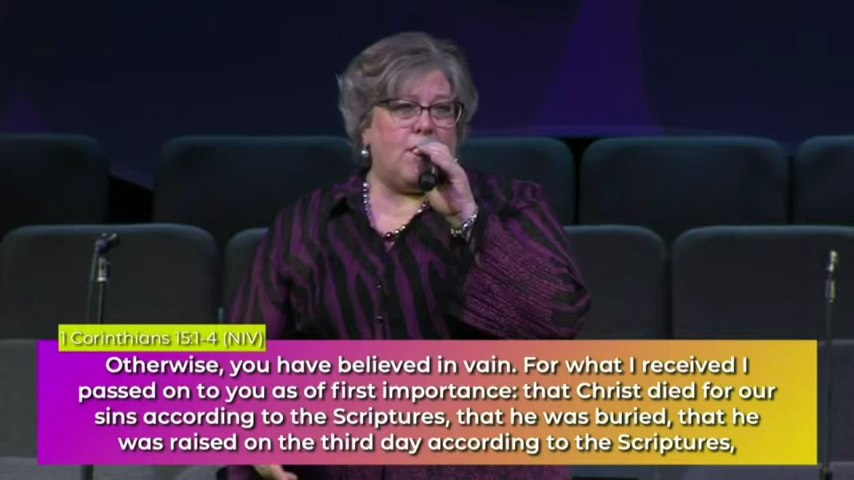 1 Corinthians 15:1-4 (NIV)
Otherwise, you have believed in vain. For what I received I
passed on to you as of first importance: that Christ died for our
sins according to the Scriptures, that he was buried, that he
was raised on the third day according to the Scriptures,